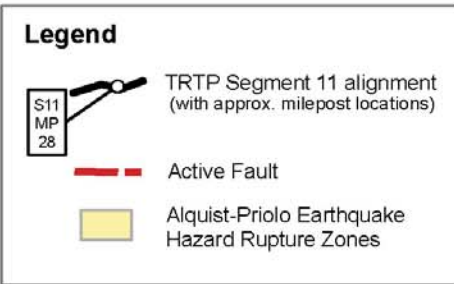 Legend
S11
MP
28
TRTP Segment 11 alignment
(with approx. milepost locations)
Active Fault
Alquist-Priolo Earthquake
Hazard Rupture Zones